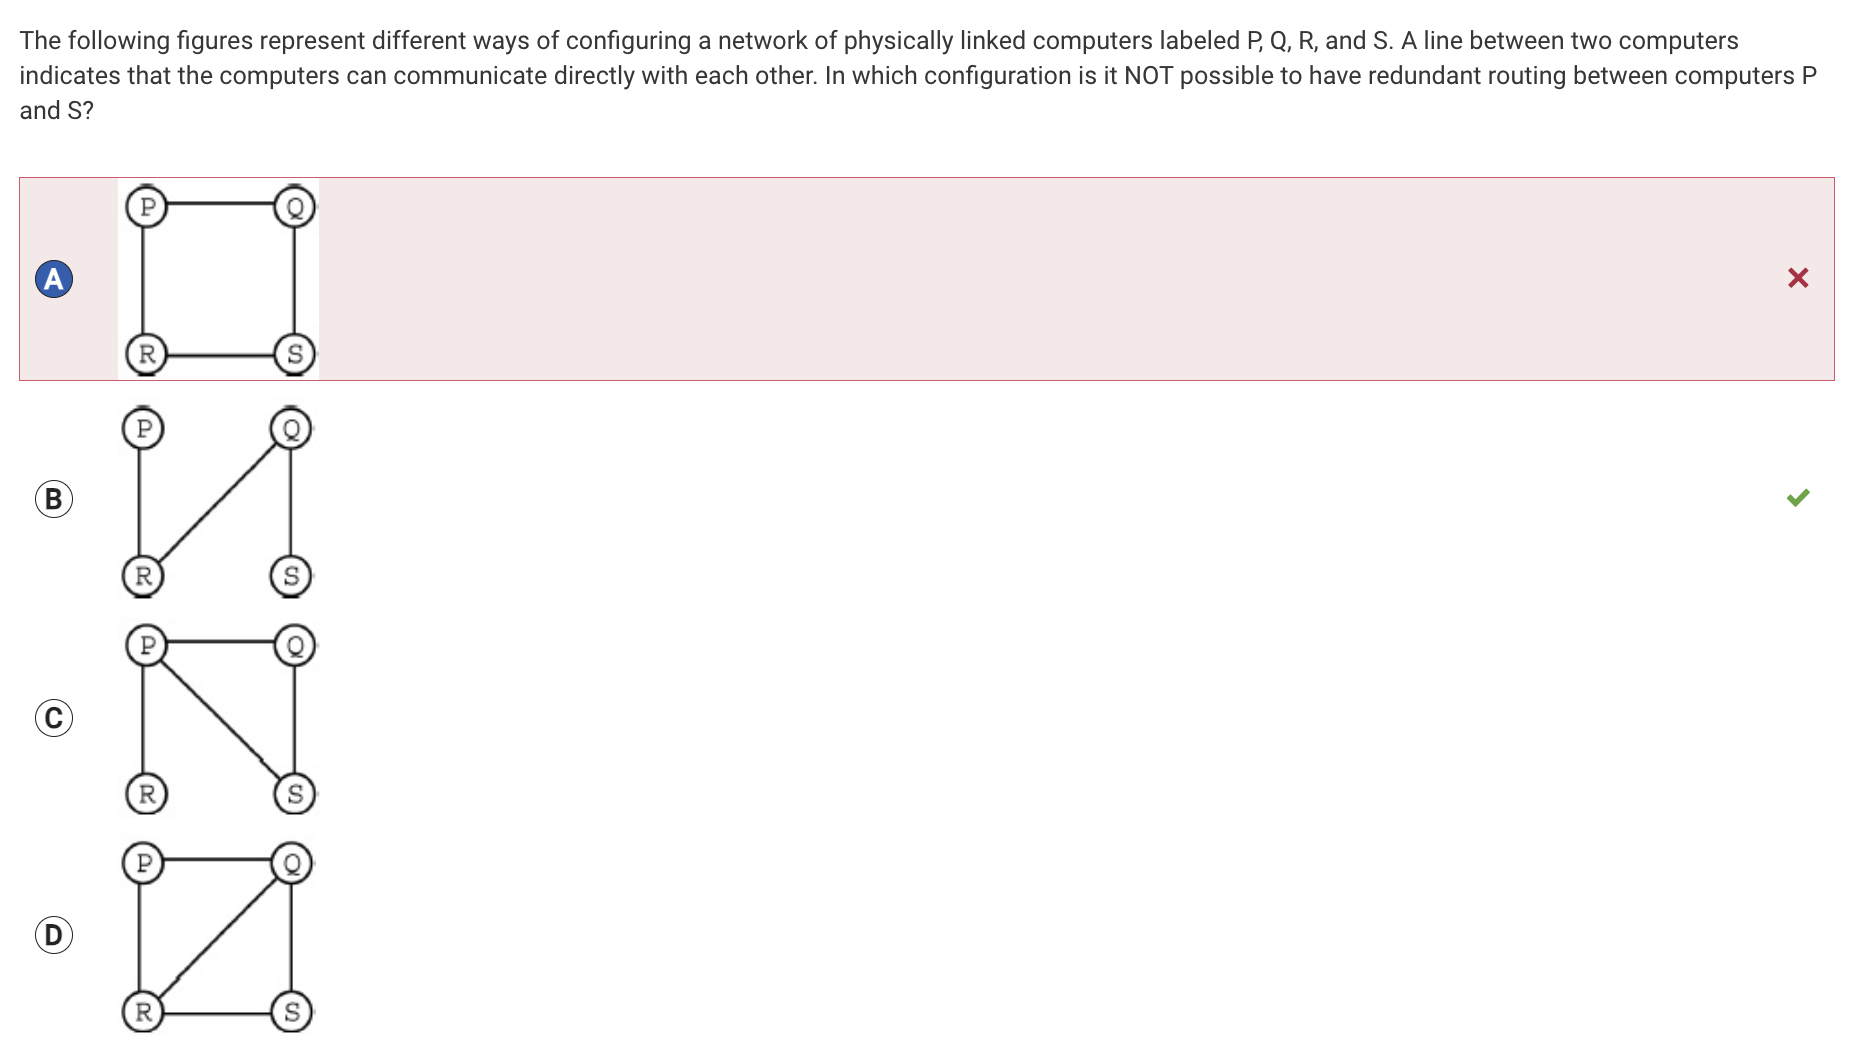 The following figures represent different ways of configuring a network of physically linked computers labeled P, Q, R, and S. A line between two computers
indicates that the computers can communicate directly with each other. In which configuration is it NOT possible to have redundant routing between computers P
and S?
P Q
A
R S
P Q
B
R S
P Q
C
R S
P Q
D
R S